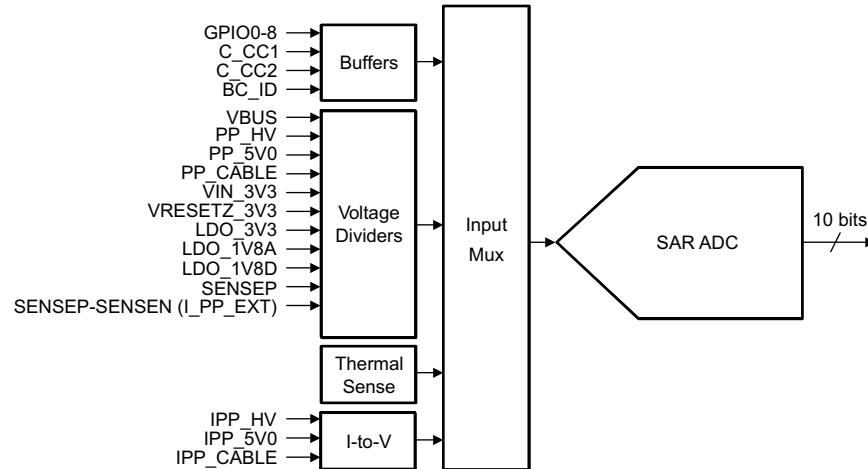 GPIO0-8
C_CC1
C_CC2
BC_ID
Buffers
VBUS
PP_HV
PP_5V0
PP_CABLE
VIN_3V3
VRESETZ_3V3
LDO_3V3
LDO_1V8A
LDO_1V8D
SENSEP
SENSEP-SENSEN (I_PP_EXT)
Voltage
Dividers
Thermal
Sense
IPP_HV
IPP_5V0
IPP_CABLE
I-to-V
Input
Mux
SAR ADC
10 bits